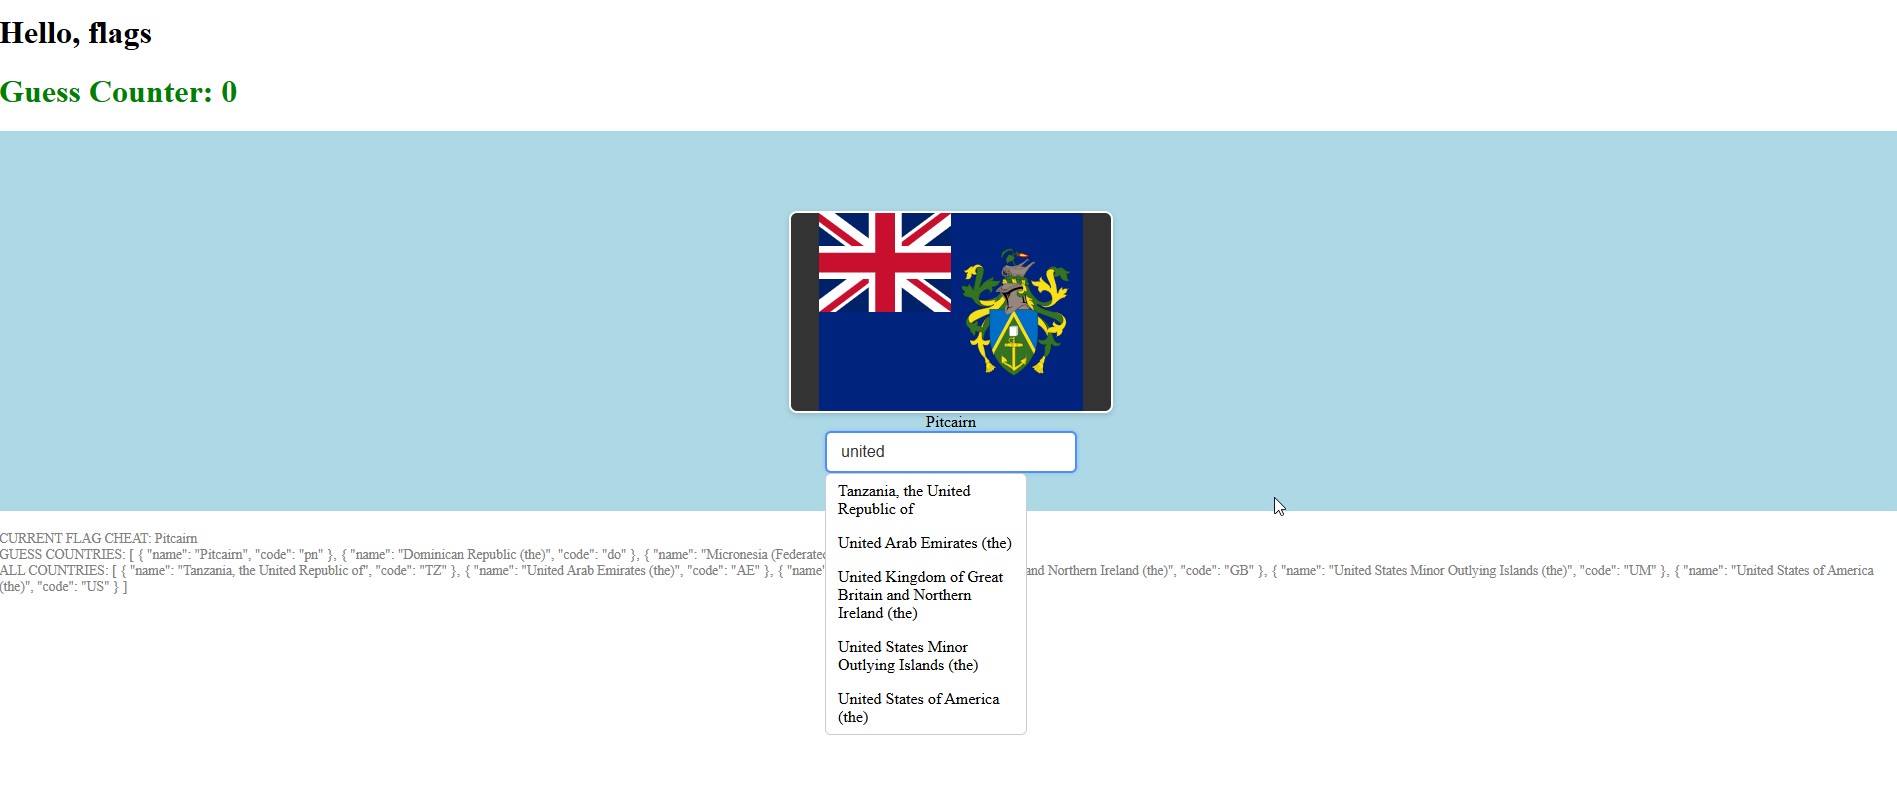 Hello, flags
Guess Counter: 0
Pitcairn
united
Tanzania, the United
Republic of
United Arab Emirates (the)
United Kingdom of Great
Britain and Northern
Ireland (the)
United States Minor
Outlying Islands (the)
United States of America
(the)
CURRENT FLAG CHEAT: Pitcairn
GUESS COUNTRIES: [ { "name": "Pitcairn", "code": "pn" }, { "name": "Dominican Republic (the)", "code": "do" }, { "name": "Micronesia (Federated
ALL COUNTRIES: [ { "name": "Tanzania, the United Republic of", "code": "TZ" }, { "name": "United Arab Emirates (the)", "code": "AE" }, { "name" and Northern Ireland (the)", "code": "GB" }, { "name": "United States Minor Outlying Islands (the)", "code": "UM" }, { "name": "United States of America
(the)", "code": "US" } ]